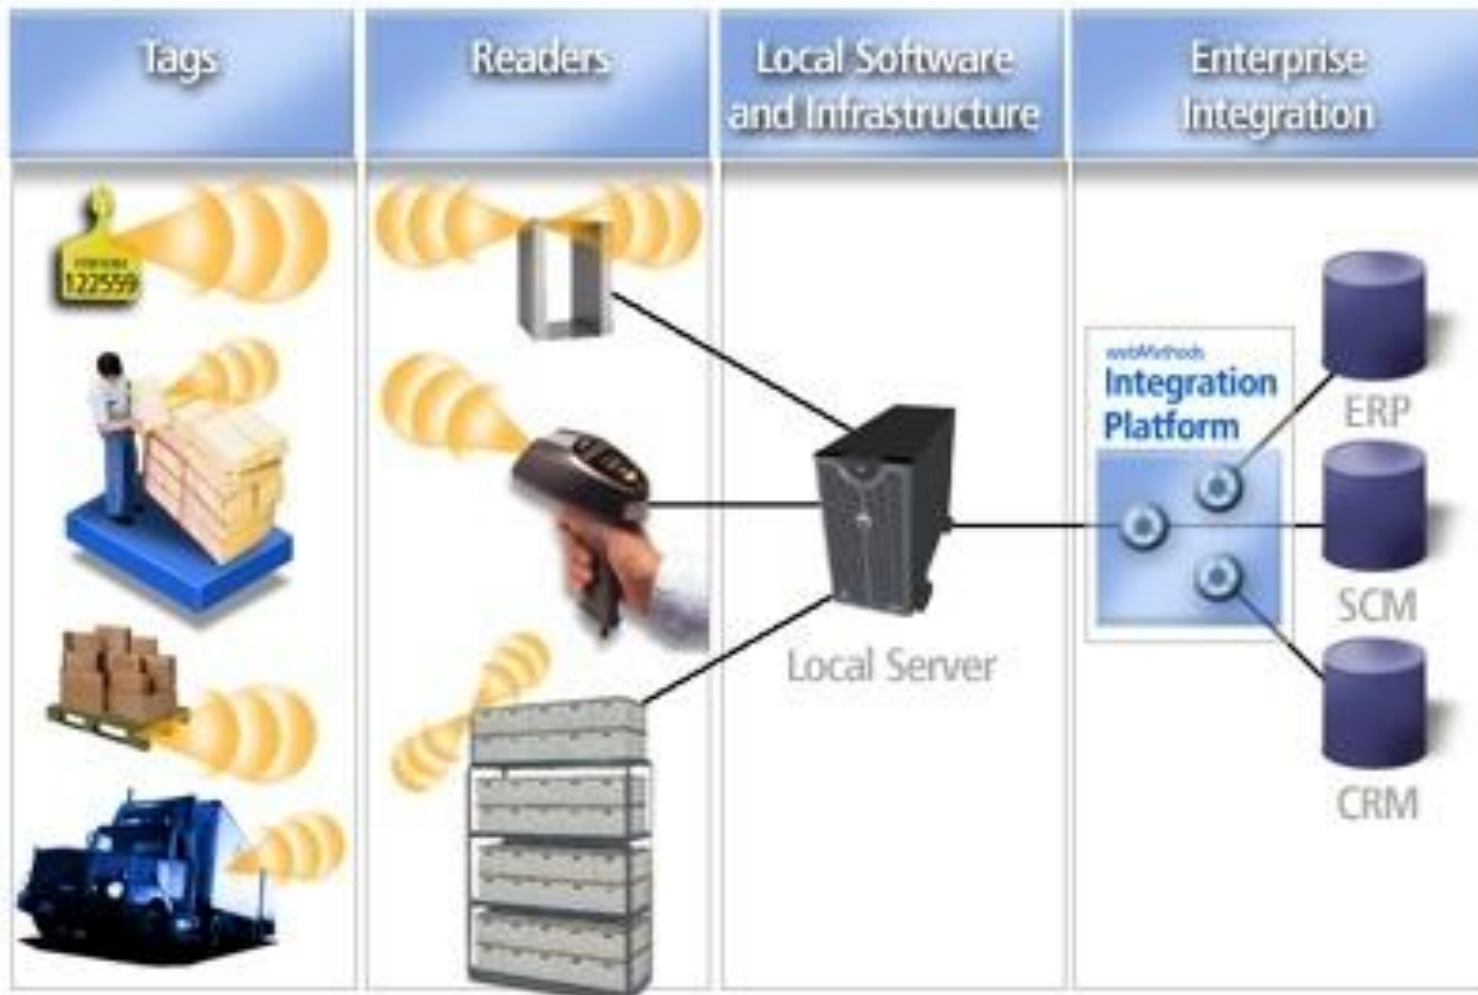 Tags
Readers
Local Software
and Infrastructure
Enterprise
Integration
122559
webMethods
Integration
Platform
ERP
SCM
CRM
Local Server